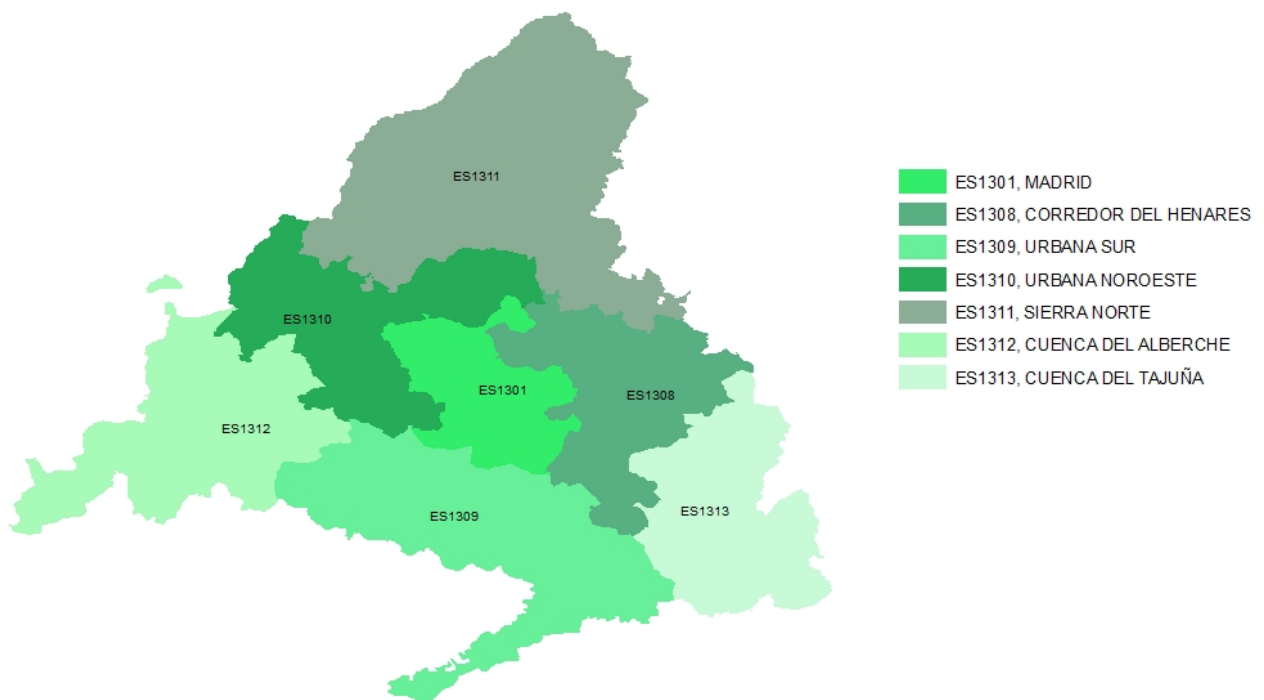 ES1311
ES1310
ES1301
ES1308
ES1312
ES1309
ES1313
ES1301, MADRID
ES1308, CORREDOR DEL HENARES
ES1309, URBANA SUR
ES1310, URBANA NOROESTE
ES1311, SIERRA NORTE
ES1312, CUENCA DEL ALBERCHE
ES1313, CUENCA DEL TAJUÑA